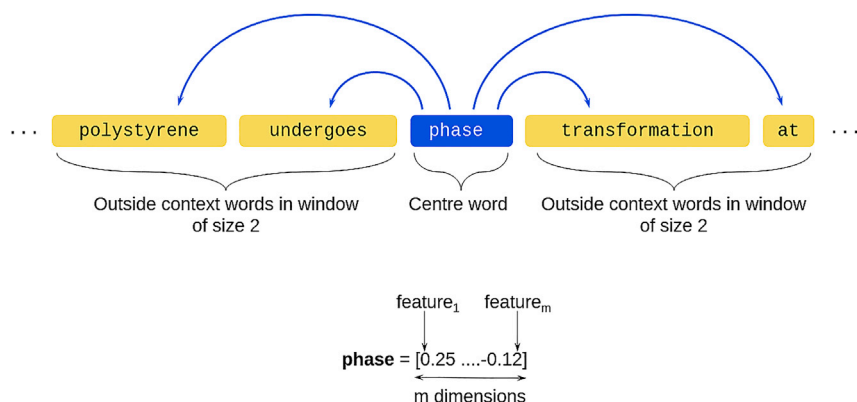 ... polystyrene undergoes phase transformation at ...
Outside context words in window Centre word Outside context words in window
of size 2 of size 2
feature₁ featureₘ
phase = [0.25 ....-0.12]
m dimensions